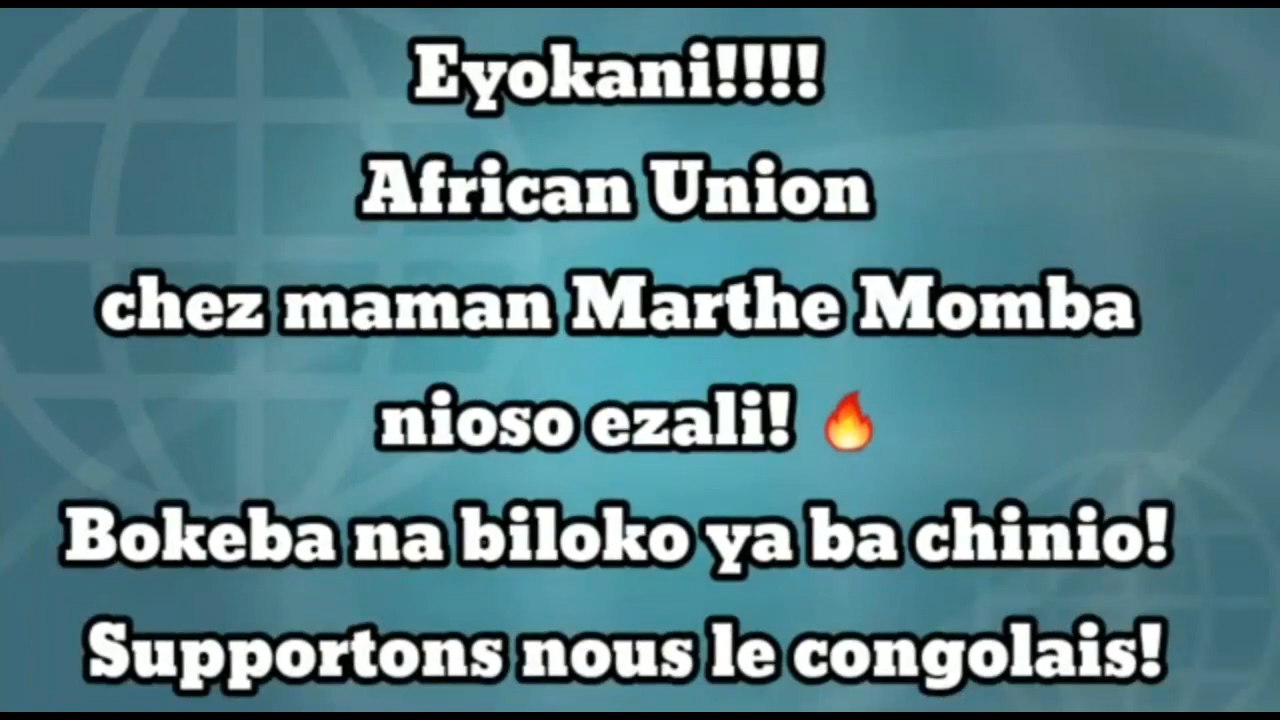 Eyokani!!!!
African Union
chez maman Marthe Momba
nioso ezali! 🔥
Bokeba na biloko ya ba chinio!
Supportons nous le congolais!